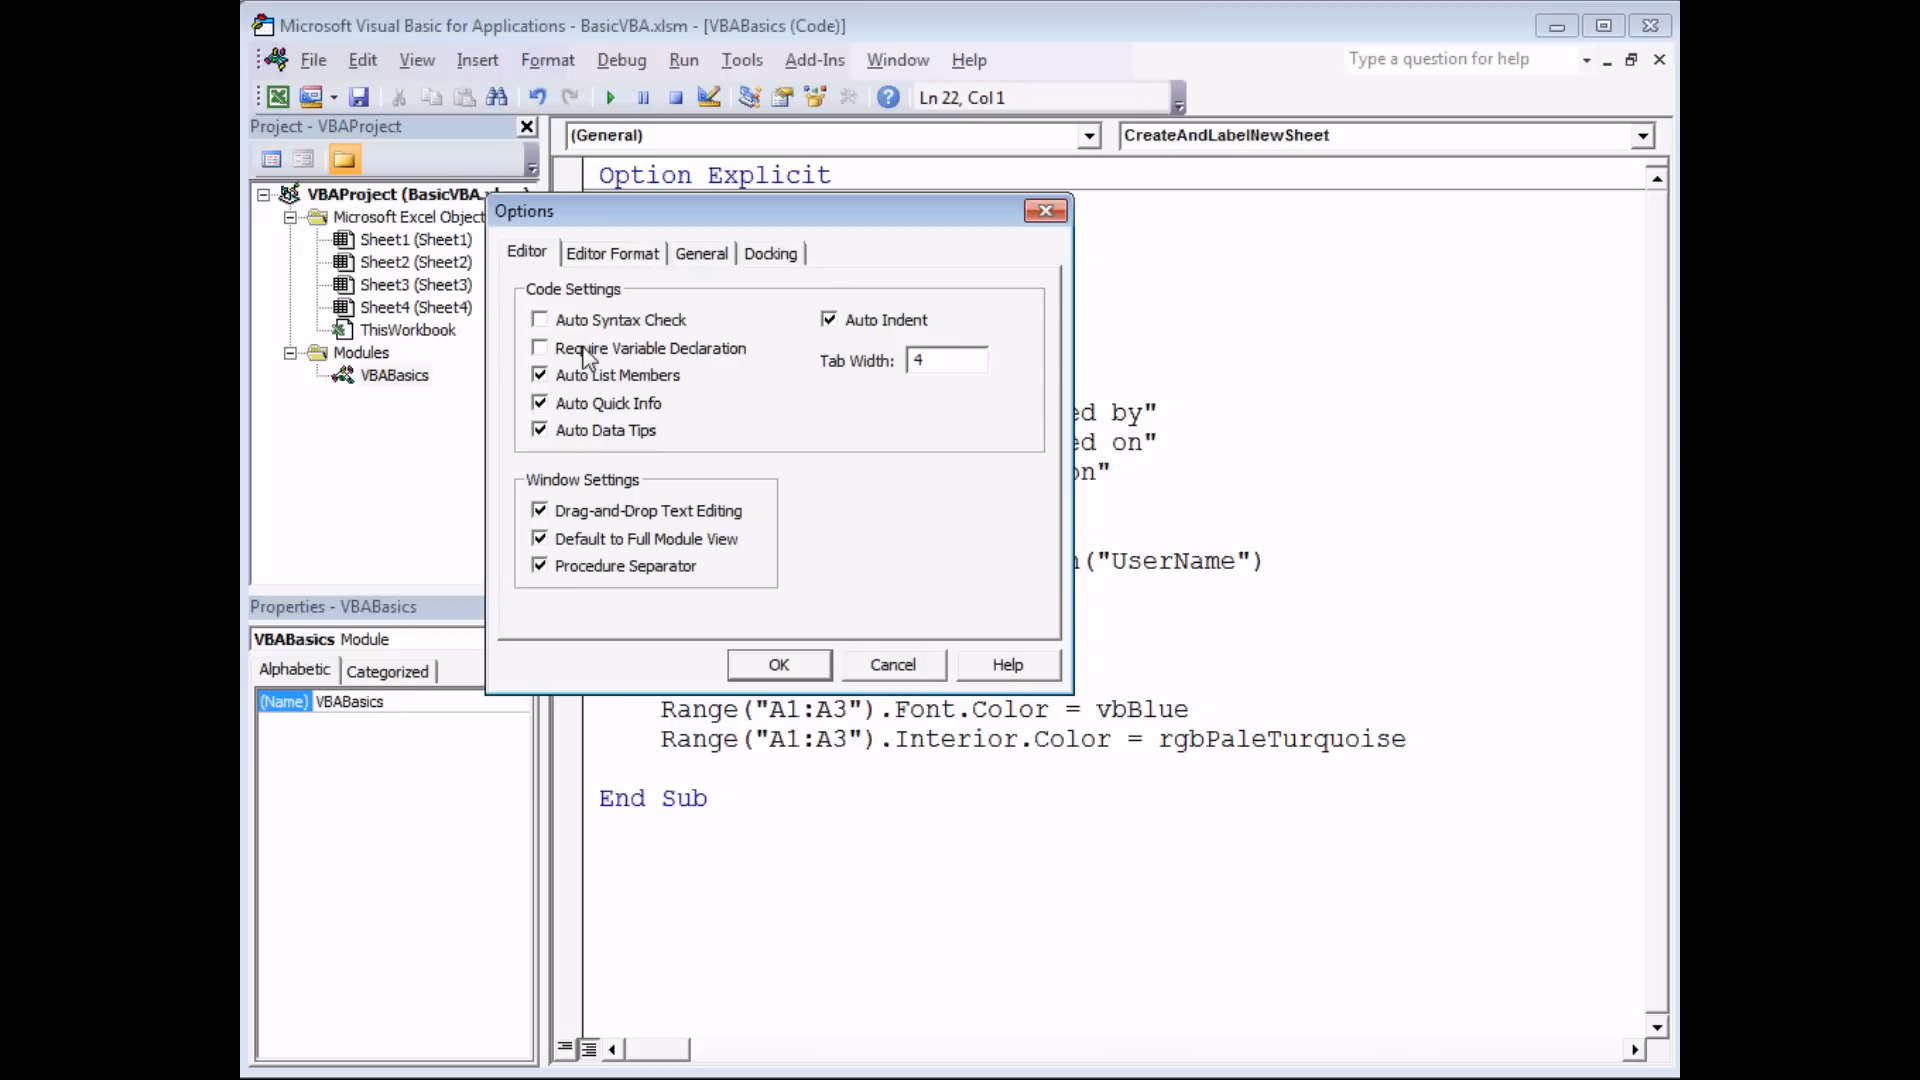 Microsoft Visual Basic for Applications - BasicVBA.xlsm - [VBABasics (Code)]
File Edit View Insert Format Debug Run Tools Add-Ins Window Help
Type a question for help
Ln 22, Col 1
Project - VBAProject
(General)
CreateAndLabelNewSheet
Option Explicit
VBAProject (BasicVBA.
Microsoft Excel Object
Sheet1 (Sheet1)
Sheet2 (Sheet2)
Sheet3 (Sheet3)
Sheet4 (Sheet4)
ThisWorkbook
Modules
VBABasics
Options
Editor Editor Format General Docking
Code Settings
Auto Syntax Check
Require Variable Declaration
Auto List Members
Auto Quick Info
Auto Data Tips
Auto Indent
Tab Width: 4
Window Settings
Drag-and-Drop Text Editing
Default to Full Module View
Procedure Separator
OK Cancel Help
ed by"
ed on"
on"
("UserName")
Range("A1:A3").Font.Color = vbBlue
Range("A1:A3").Interior.Color = rgbPaleTurquoise
End Sub
Properties - VBABasics
VBABasics Module
Alphabetic Categorized
(Name) VBABasics